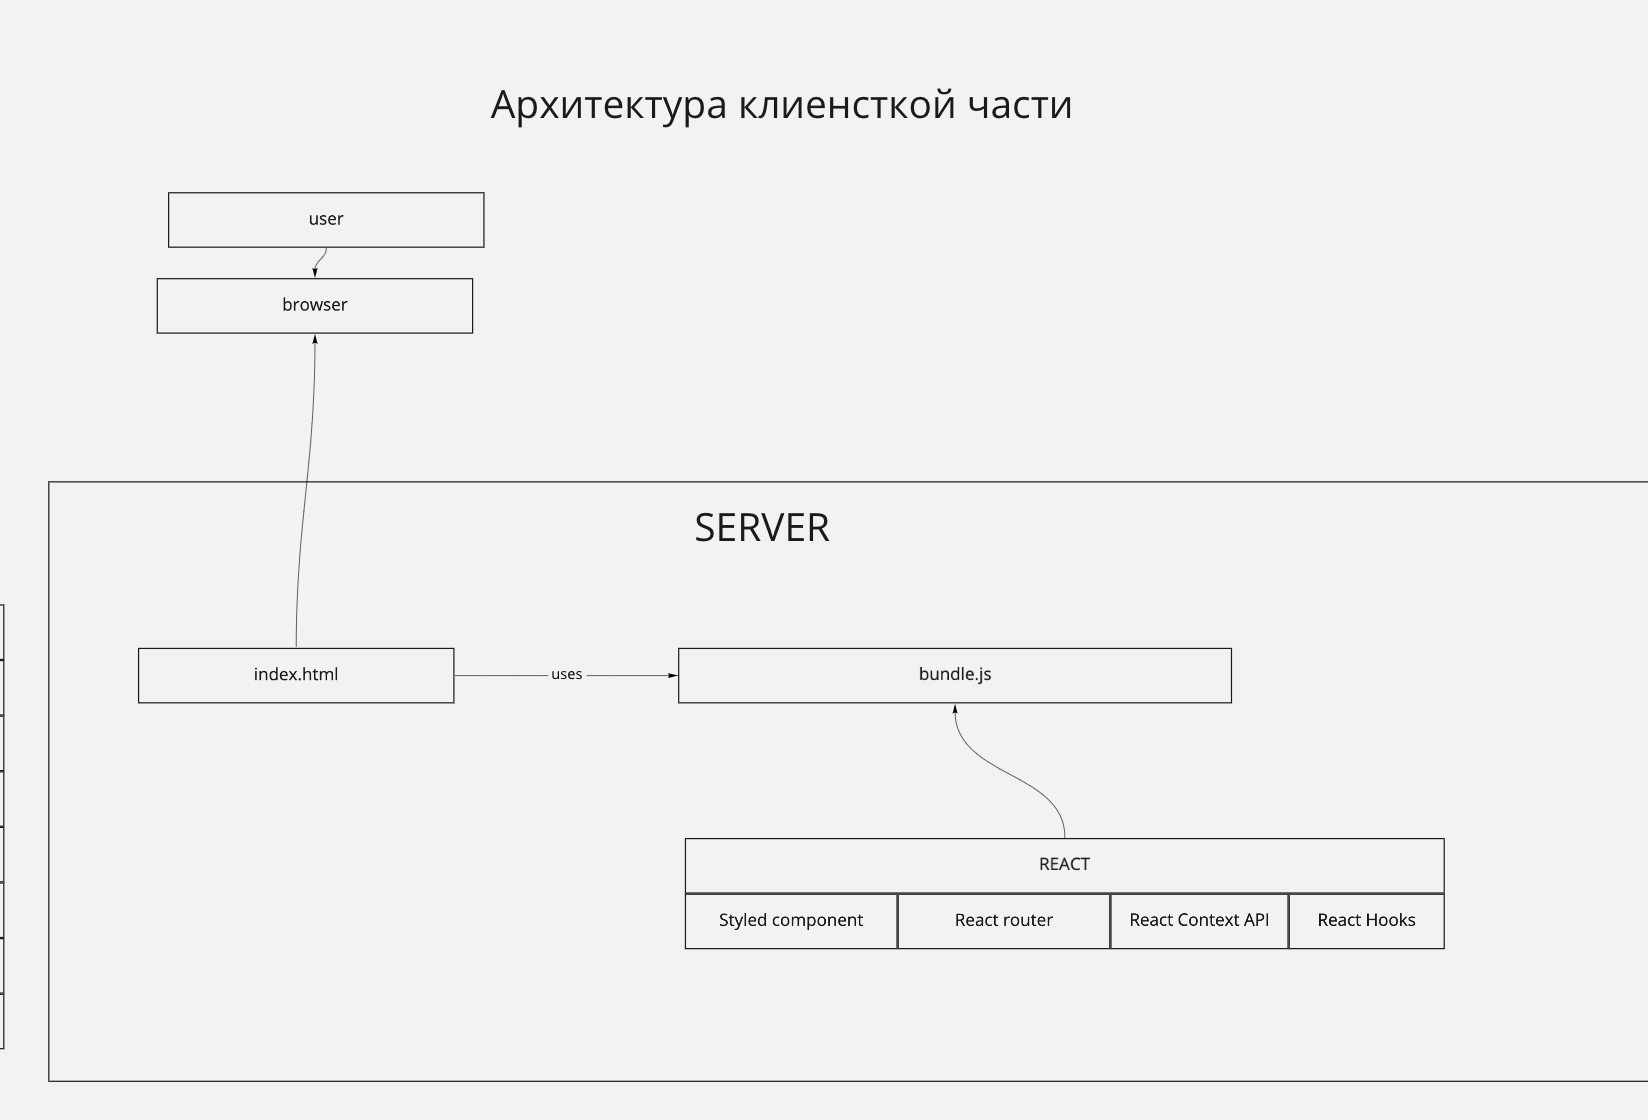 Архитектура клиенсткой части
user
browser
SERVER
index.html
uses
bundle.js
REACT
Styled component
React router
React Context API
React Hooks